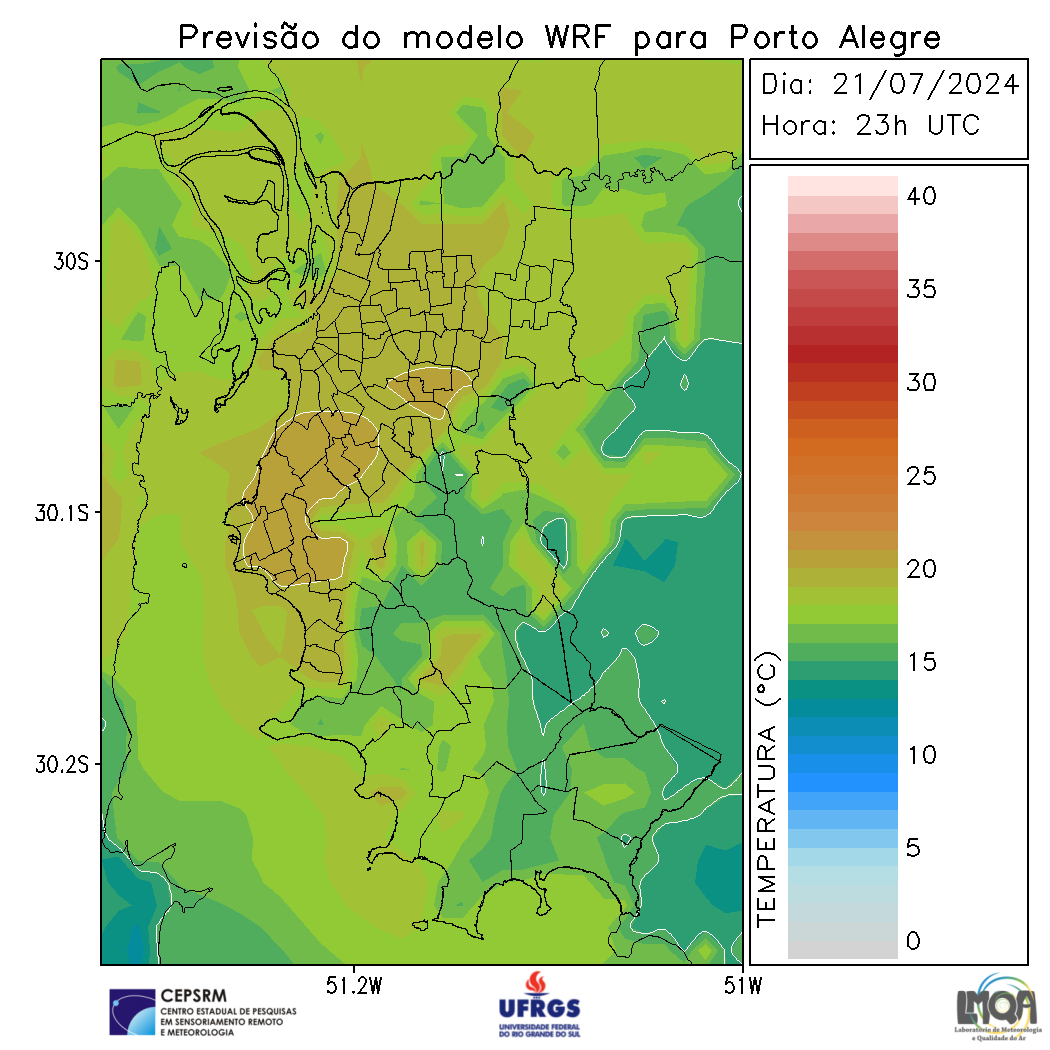 Previsão do modelo WRF para Porto Alegre
Dia: 21/07/2024
Hora: 23h UTC
40
35
30
25
20
15
10
5
0
TEMPERATURA (°C)
30S
30.1S
30.2S
51.2W
51W
CEPSRM
CENTRO ESTADUAL DE PESQUISAS
EM SENSORIAMENTO REMOTO
E METEOROLOGIA
UFRGS
UNIVERSIDADE FEDERAL
DO RIO GRANDE DO SUL
LMQA
Laboratório de Meteorologia
e Qualidade do Ar